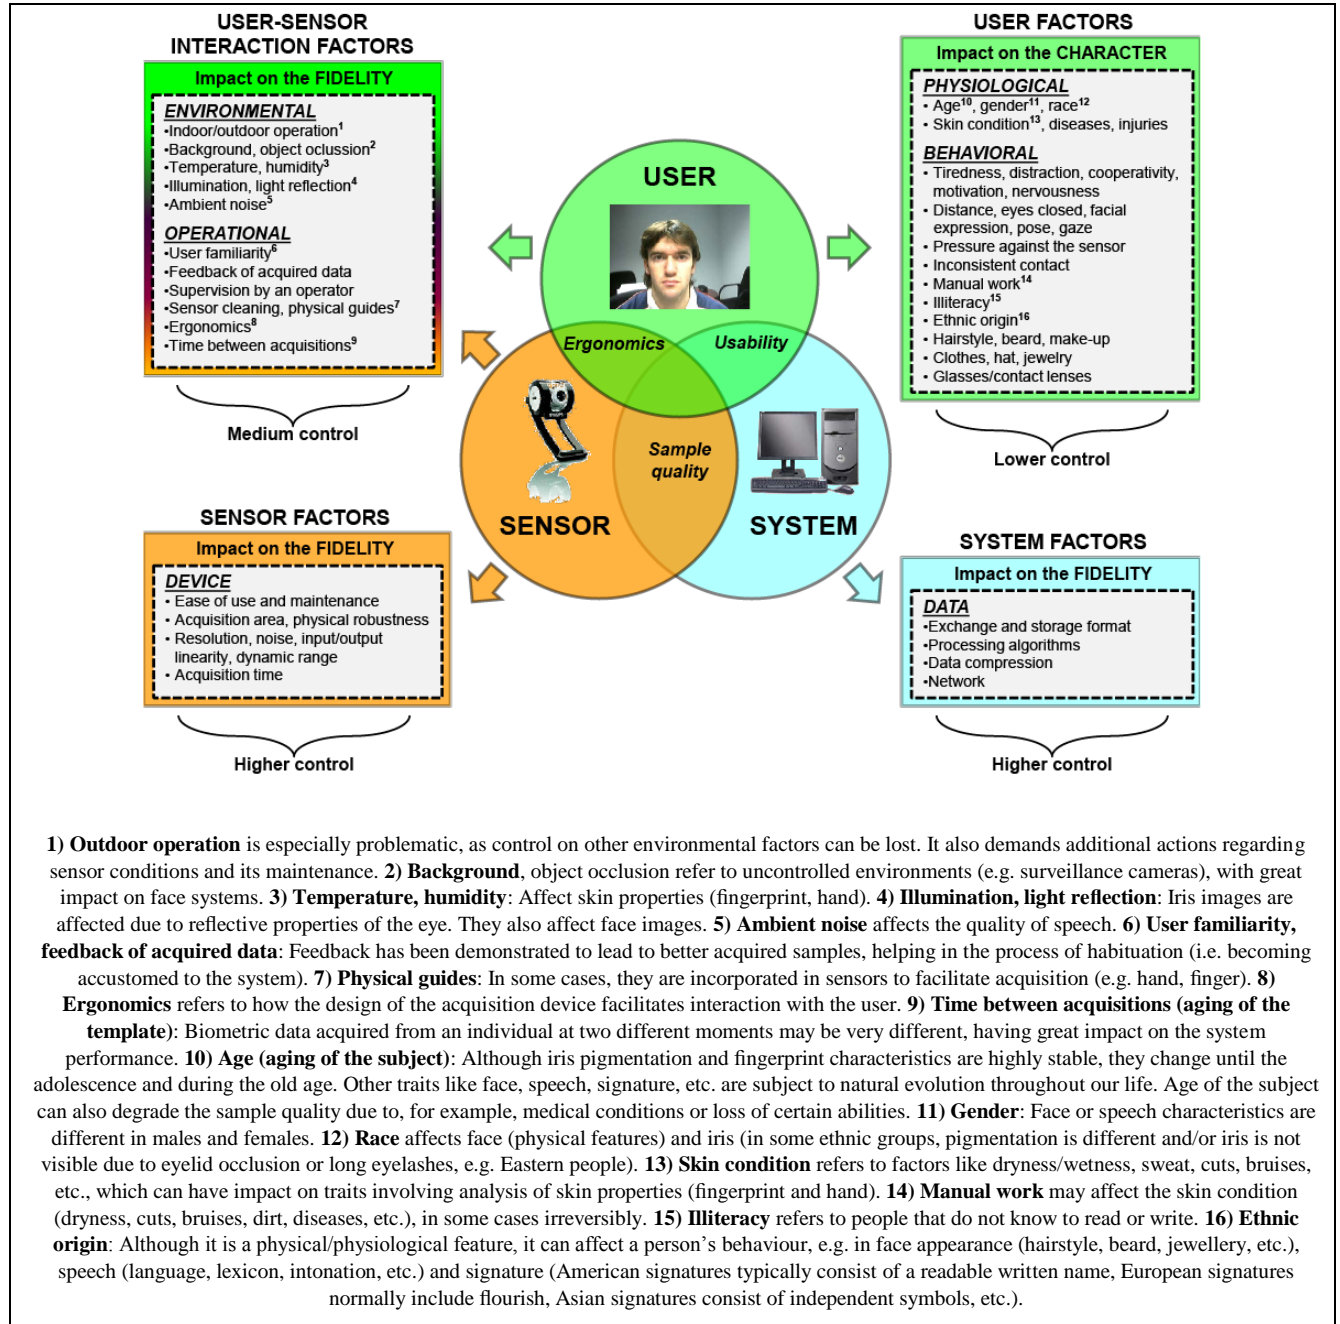 USER-SENSOR
INTERACTION FACTORS
Impact on the FIDELITY
ENVIRONMENTAL
•Indoor/outdoor operation1
•Background, object oclussion2
•Temperature, humidity3
•Illumination, light reflection4
•Ambient noise5
OPERATIONAL
•User familiarity6
•Feedback of acquired data
•Supervision by an operator
•Sensor cleaning, physical guides7
•Ergonomics8
•Time between acquisitions9
Medium control
USER FACTORS
Impact on the CHARACTER
PHYSIOLOGICAL
• Age10, gender11, race12
• Skin condition13, diseases, injuries
BEHAVIORAL
• Tiredness, distraction, cooperativity,
motivation, nervousness
• Distance, eyes closed, facial
expression, pose, gaze
• Pressure against the sensor
• Inconsistent contact
• Manual work14
• Illiteracy15
• Ethnic origin16
• Hairstyle, beard, make-up
• Clothes, hat, jewelry
• Glasses/contact lenses
Lower control
USER
Ergonomics
Usability
Sample
quality
SENSOR
SYSTEM
SENSOR FACTORS
Impact on the FIDELITY
DEVICE
• Ease of use and maintenance
• Acquisition area, physical robustness
• Resolution, noise, input/output
linearity, dynamic range
• Acquisition time
Higher control
SYSTEM FACTORS
Impact on the FIDELITY
DATA
•Exchange and storage format
•Processing algorithms
•Data compression
•Network
Higher control
1) Outdoor operation is especially problematic, as control on other environmental factors can be lost. It also demands additional actions regarding
sensor conditions and its maintenance. 2) Background, object occlusion refer to uncontrolled environments (e.g. surveillance cameras), with great
impact on face systems. 3) Temperature, humidity: Affect skin properties (fingerprint, hand). 4) Illumination, light reflection: Iris images are
affected due to reflective properties of the eye. They also affect face images. 5) Ambient noise affects the quality of speech. 6) User familiarity,
feedback of acquired data: Feedback has been demonstrated to lead to better acquired samples, helping in the process of habituation (i.e. becoming
accustomed to the system). 7) Physical guides: In some cases, they are incorporated in sensors to facilitate acquisition (e.g. hand, finger). 8)
Ergonomics refers to how the design of the acquisition device facilitates interaction with the user. 9) Time between acquisitions (aging of the
template): Biometric data acquired from an individual at two different moments may be very different, having great impact on the system
performance. 10) Age (aging of the subject): Although iris pigmentation and fingerprint characteristics are highly stable, they change until the
adolescence and during the old age. Other traits like face, speech, signature, etc. are subject to natural evolution throughout our life. Age of the subject
can also degrade the sample quality due to, for example, medical conditions or loss of certain abilities. 11) Gender: Face or speech characteristics are
different in males and females. 12) Race affects face (physical features) and iris (in some ethnic groups, pigmentation is different and/or iris is not
visible due to eyelid occlusion or long eyelashes, e.g. Eastern people). 13) Skin condition refers to factors like dryness/wetness, sweat, cuts, bruises,
etc., which can have impact on traits involving analysis of skin properties (fingerprint and hand). 14) Manual work may affect the skin condition
(dryness, cuts, bruises, dirt, diseases, etc.), in some cases irreversibly. 15) Illiteracy refers to people that do not know to read or write. 16) Ethnic
origin: Although it is a physical/physiological feature, it can affect a person's behaviour, e.g. in face appearance (hairstyle, beard, jewellery, etc.),
speech (language, lexicon, intonation, etc.) and signature (American signatures typically consist of a readable written name, European signatures
normally include flourish, Asian signatures consist of independent symbols, etc.).